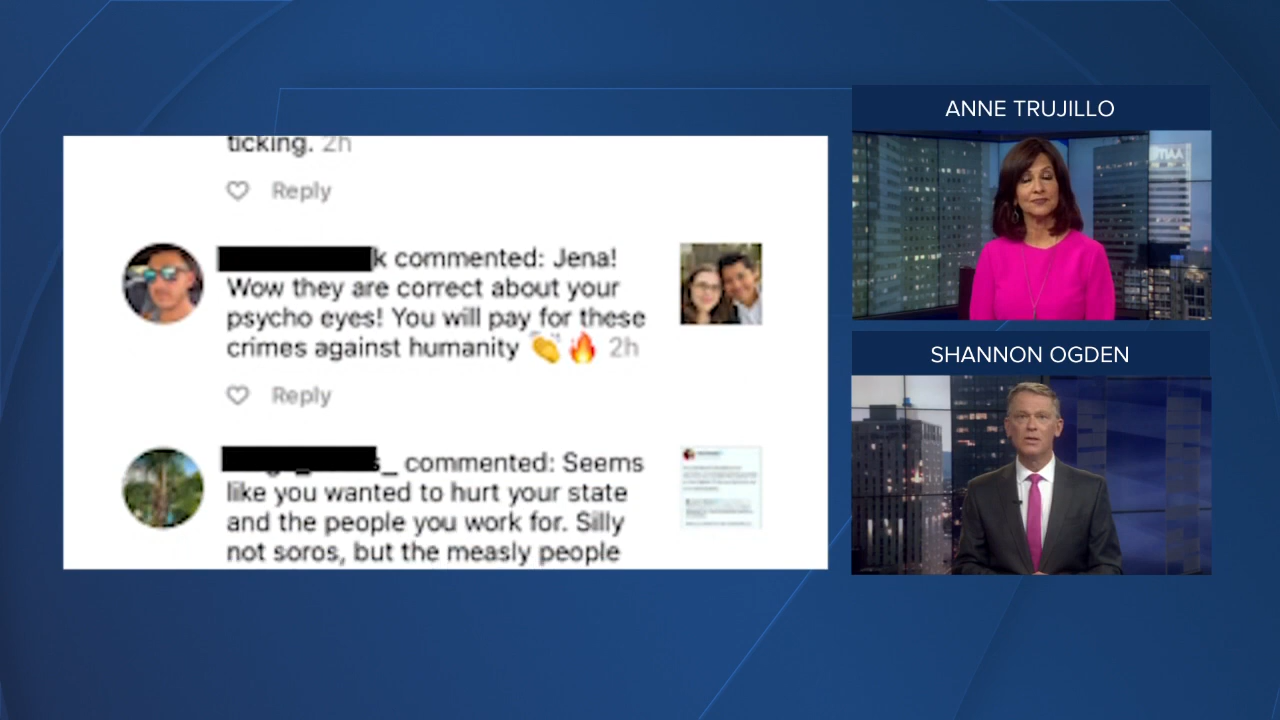 ticking. 2h
Reply
k commented: Jena!
Wow they are correct about your
psycho eyes! You will pay for these
crimes against humanity 👏🔥 2h
Reply
s_ commented: Seems
like you wanted to hurt your state
and the people you work for. Silly
not soros, but the measly people
ANNE TRUJILLO
TIAA
SHANNON OGDEN